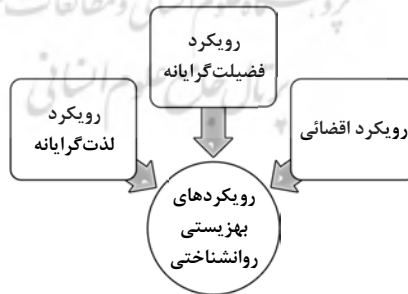 رویکرد
فضیلت‌گرایانه
رویکرد اقضائی
رویکرد
لذت‌گرایانه
رویکردهای
بهزیستی
روانشناختی